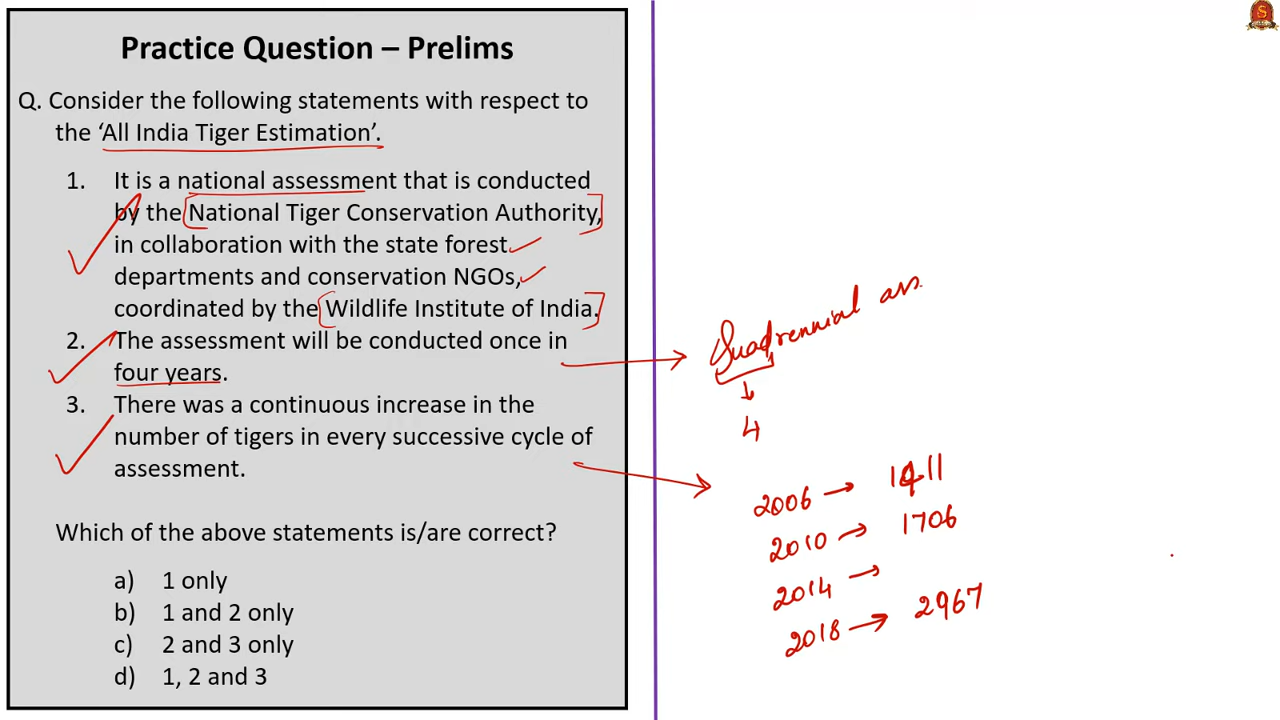 Practice Question – Prelims
Q. Consider the following statements with respect to
the ‘All India Tiger Estimation’.
1. It is a national assessment that is conducted
by the National Tiger Conservation Authority,
in collaboration with the state forest
departments and conservation NGOs,
coordinated by the Wildlife Institute of India.
2. The assessment will be conducted once in
four years.
3. There was a continuous increase in the
number of tigers in every successive cycle of
assessment.
Which of the above statements is/are correct?
a) 1 only
b) 1 and 2 only
c) 2 and 3 only
d) 1, 2 and 3
Quadrennial ass.
4
2006 → 1411
2010 → 1706
2014 →
2018 → 2967